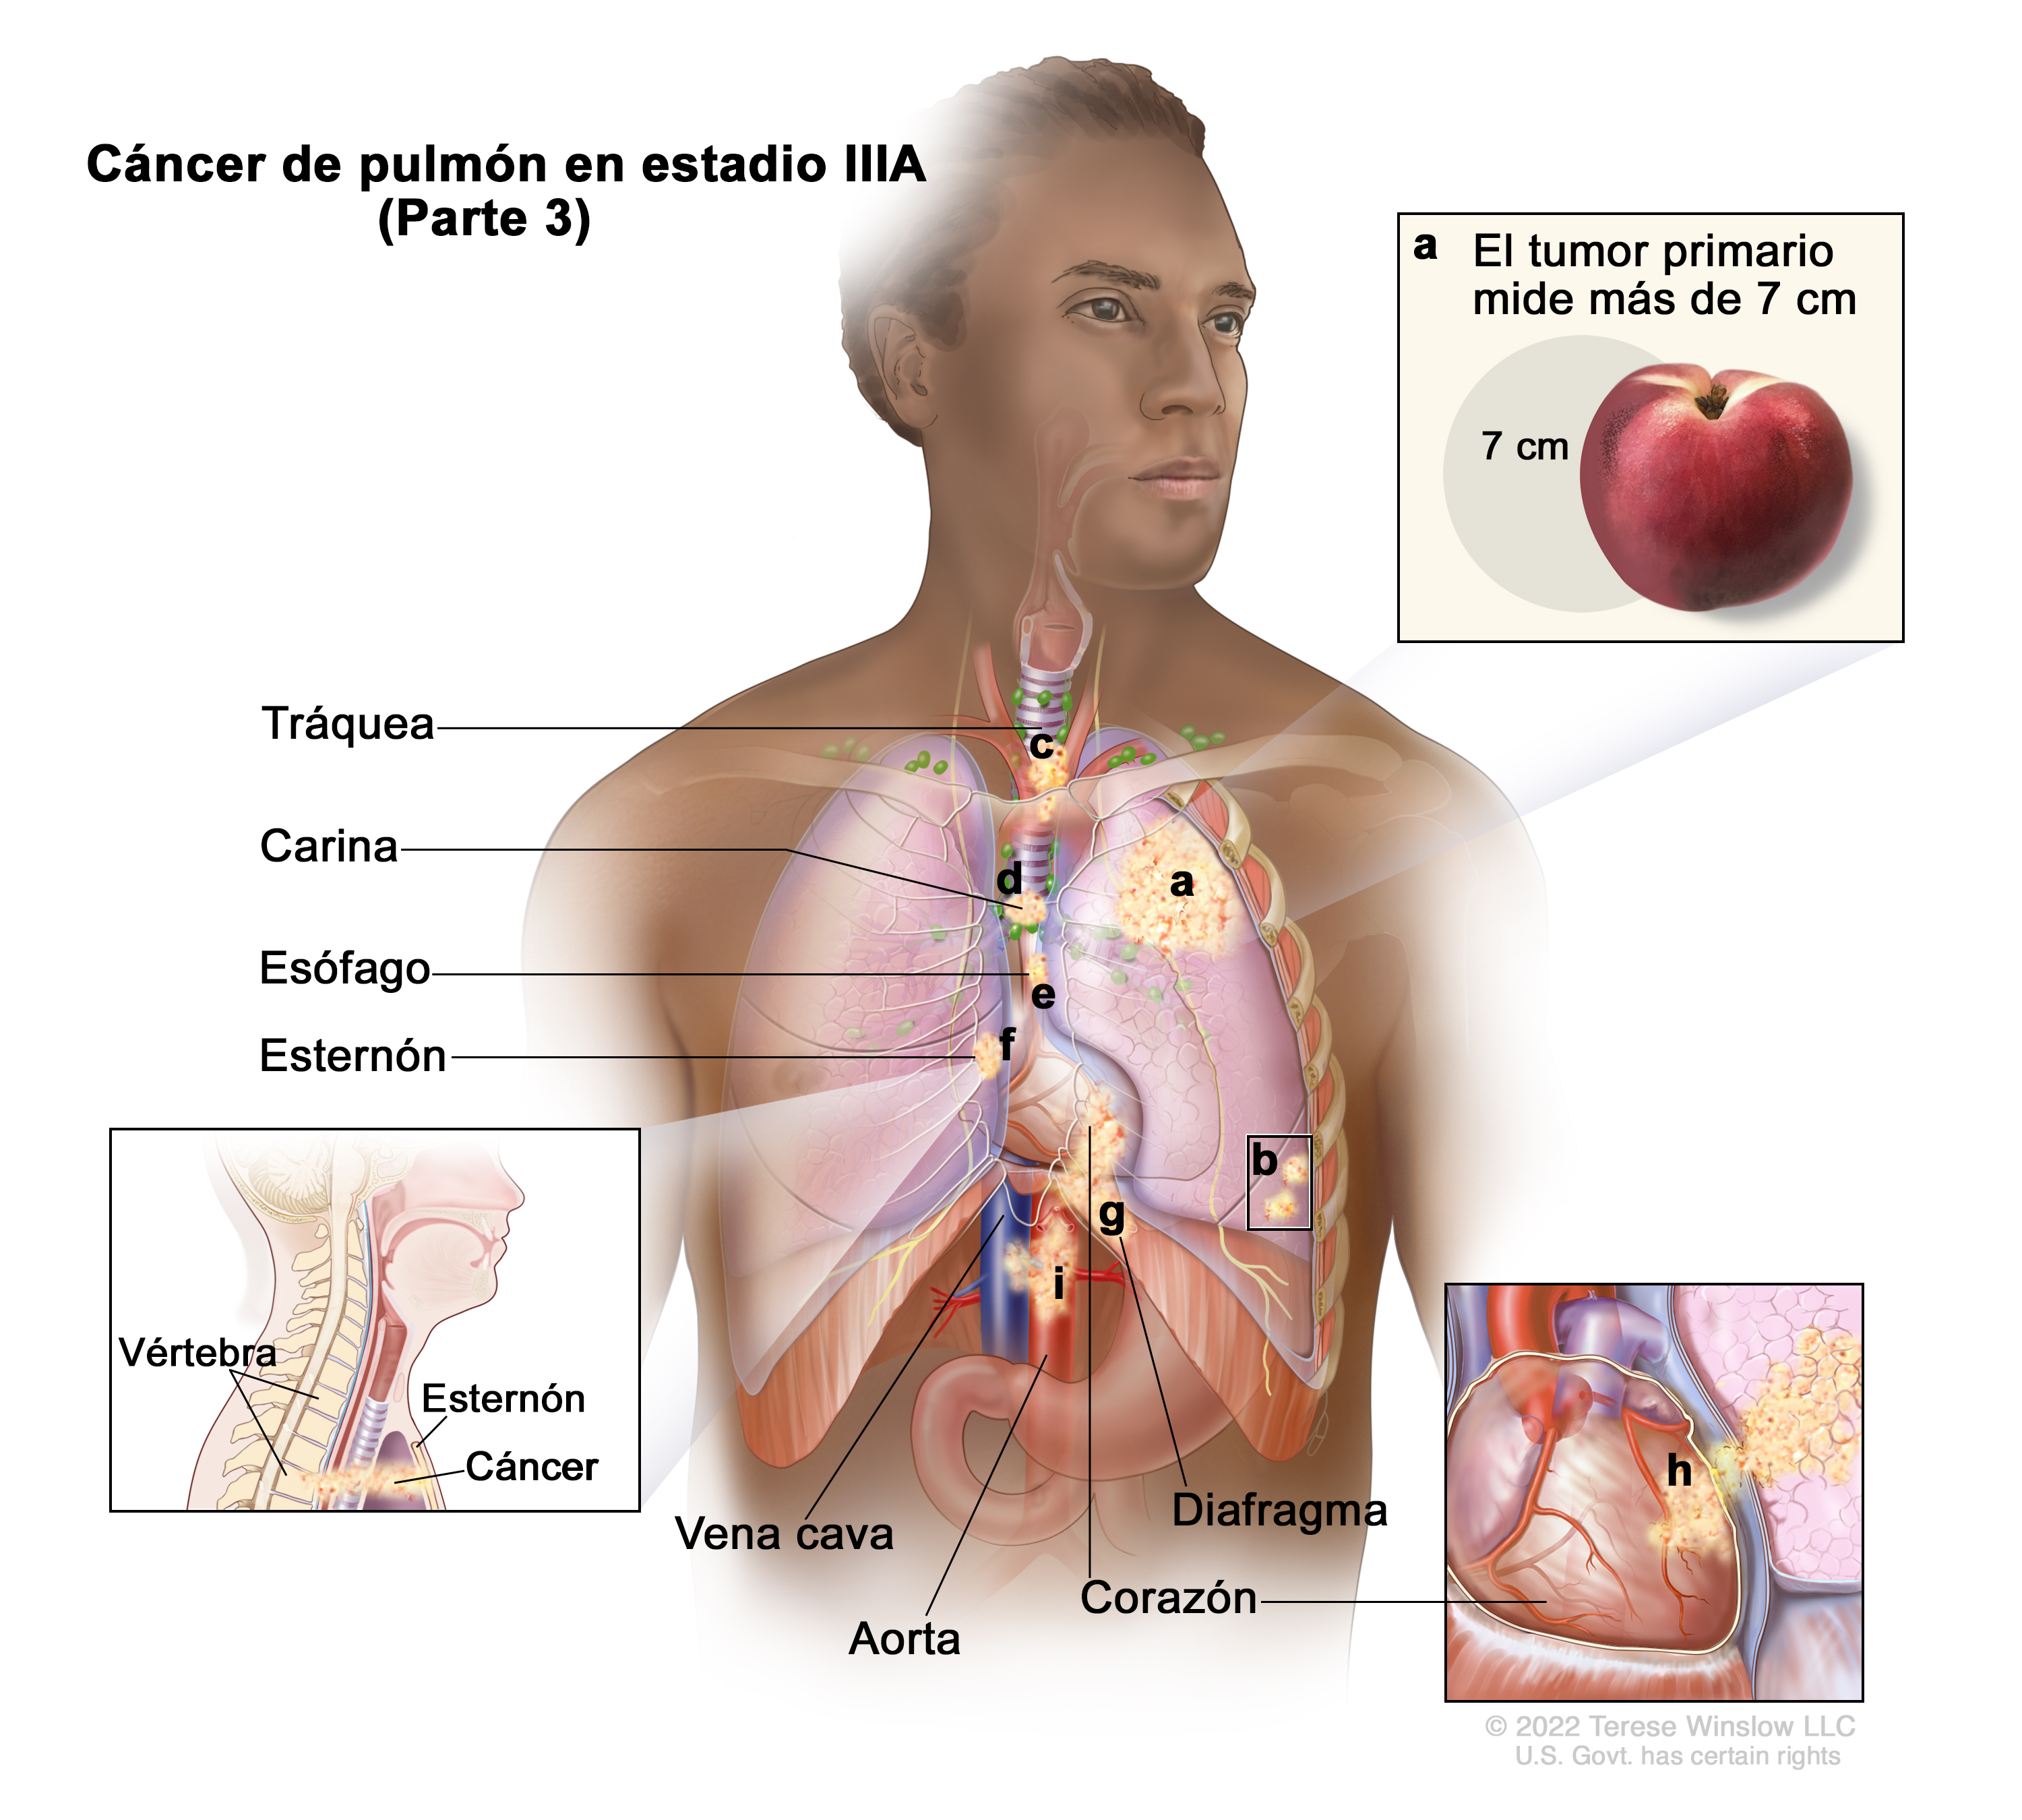 Cáncer de pulmón en estadio IIIA
(Parte 3)
a El tumor primario
mide más de 7 cm
7 cm
Tráquea
c
Carina
d
a
Esófago
e
Esternón
f
b
g
i
Vértebra
Esternón
Cáncer
h
Vena cava
Diafragma
Corazón
Aorta
© 2022 Terese Winslow LLC
U.S. Govt. has certain rights